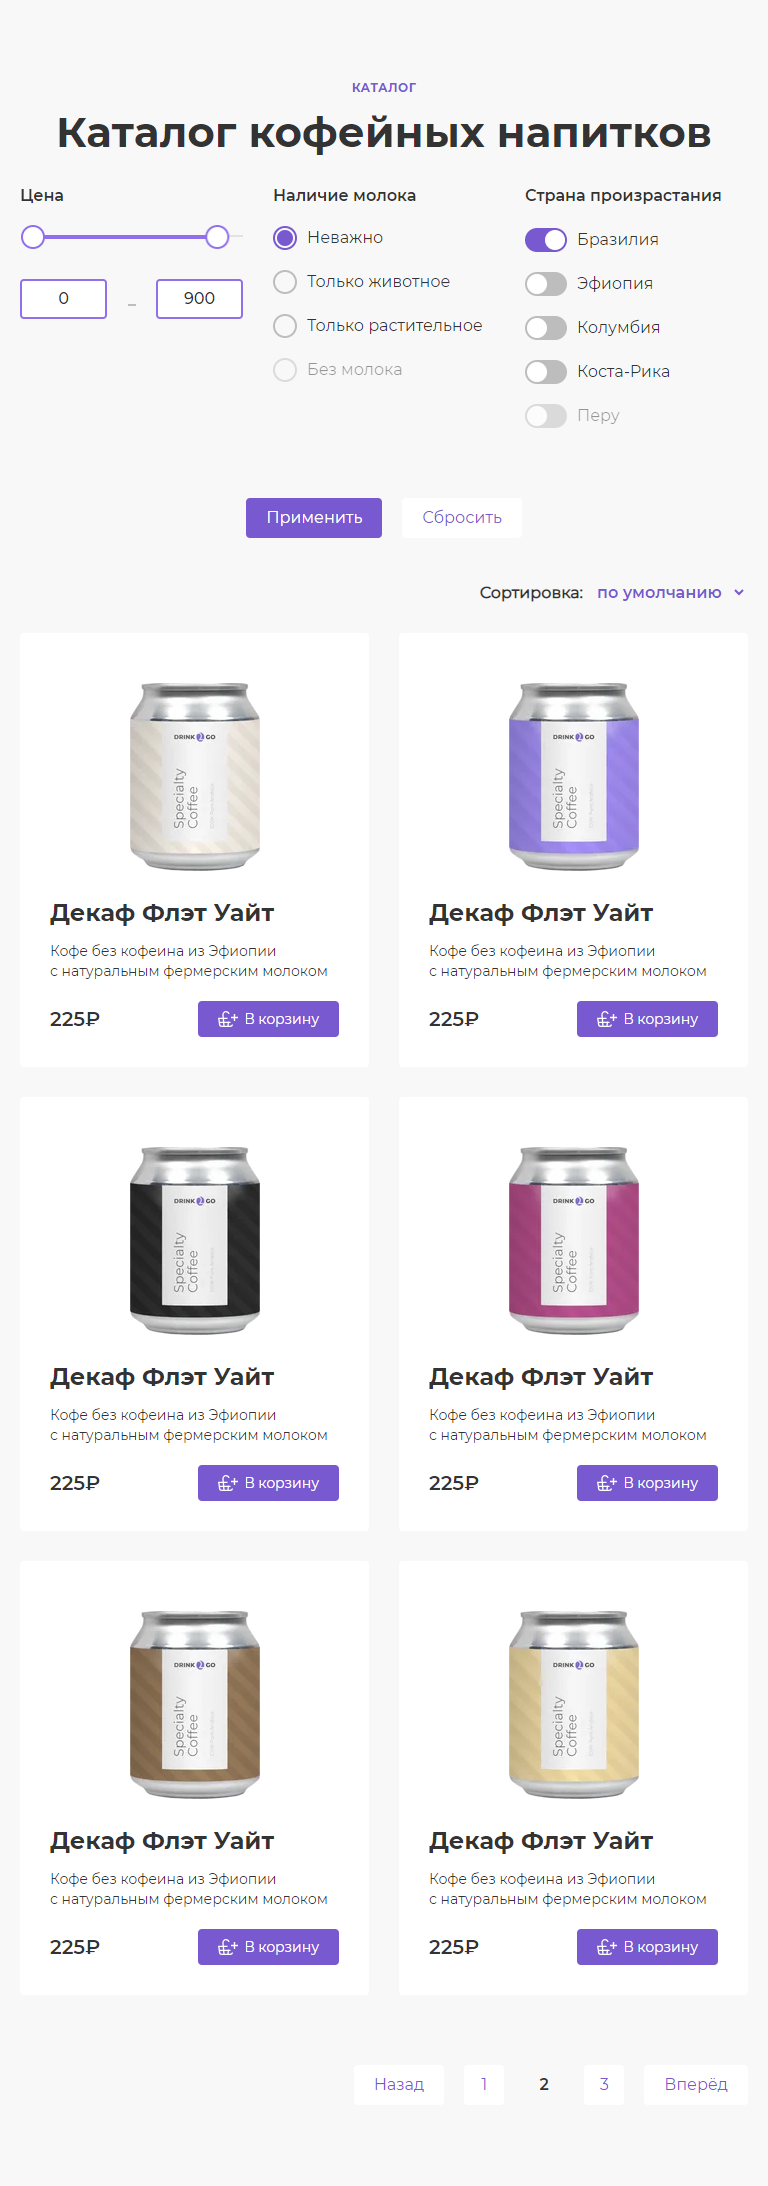 КАТАЛОГ
Каталог кофейных напитков
Цена
0
–
900
Наличие молока
Неважно
Только животное
Только растительное
Без молока
Страна произрастания
Бразилия
Эфиопия
Колумбия
Коста-Рика
Перу
Применить
Сбросить
Сортировка: по умолчанию
DRINK 2 GO
Specialty
Coffee
Декаф Флэт Уайт
Кофе без кофеина из Эфиопии
с натуральным фермерским молоком
225₽
В корзину
DRINK 2 GO
Specialty
Coffee
Декаф Флэт Уайт
Кофе без кофеина из Эфиопии
с натуральным фермерским молоком
225₽
В корзину
DRINK 2 GO
Specialty
Coffee
Декаф Флэт Уайт
Кофе без кофеина из Эфиопии
с натуральным фермерским молоком
225₽
В корзину
DRINK 2 GO
Specialty
Coffee
Декаф Флэт Уайт
Кофе без кофеина из Эфиопии
с натуральным фермерским молоком
225₽
В корзину
DRINK 2 GO
Specialty
Coffee
Декаф Флэт Уайт
Кофе без кофеина из Эфиопии
с натуральным фермерским молоком
225₽
В корзину
DRINK 2 GO
Specialty
Coffee
Декаф Флэт Уайт
Кофе без кофеина из Эфиопии
с натуральным фермерским молоком
225₽
В корзину
Назад 1 2 3 Вперёд